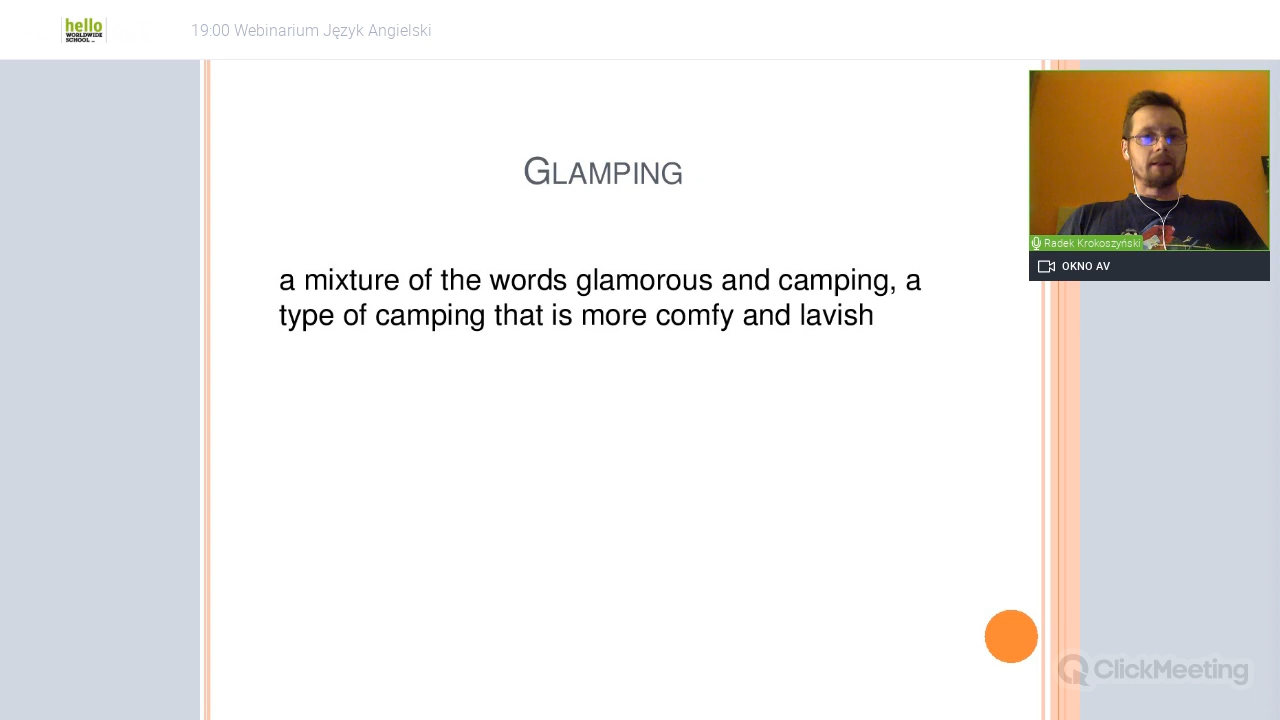 hello
WORLDWIDE
SCHOOL
19:00 Webinarium Język Angielski
GLAMPING
a mixture of the words glamorous and camping, a
type of camping that is more comfy and lavish
Radek Krokoszyński
OKNO AV
ClickMeeting